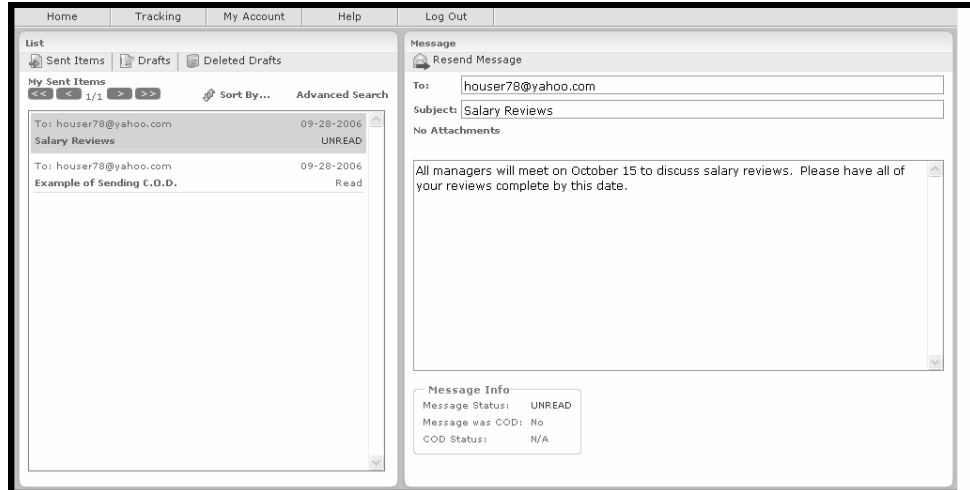 Home Tracking My Account Help Log Out
List
Sent Items Drafts Deleted Drafts
My Sent Items
<< < 1/1 > >> Sort By... Advanced Search
To: houser78@yahoo.com 09-28-2006
Salary Reviews UNREAD
To: houser78@yahoo.com 09-28-2006
Example of Sending C.O.D. Read
Message
Resend Message
To: houser78@yahoo.com
Subject: Salary Reviews
No Attachments
All managers will meet on October 15 to discuss salary reviews. Please have all of
your reviews complete by this date.
Message Info
Message Status: UNREAD
Message was COD: No
COD Status: N/A